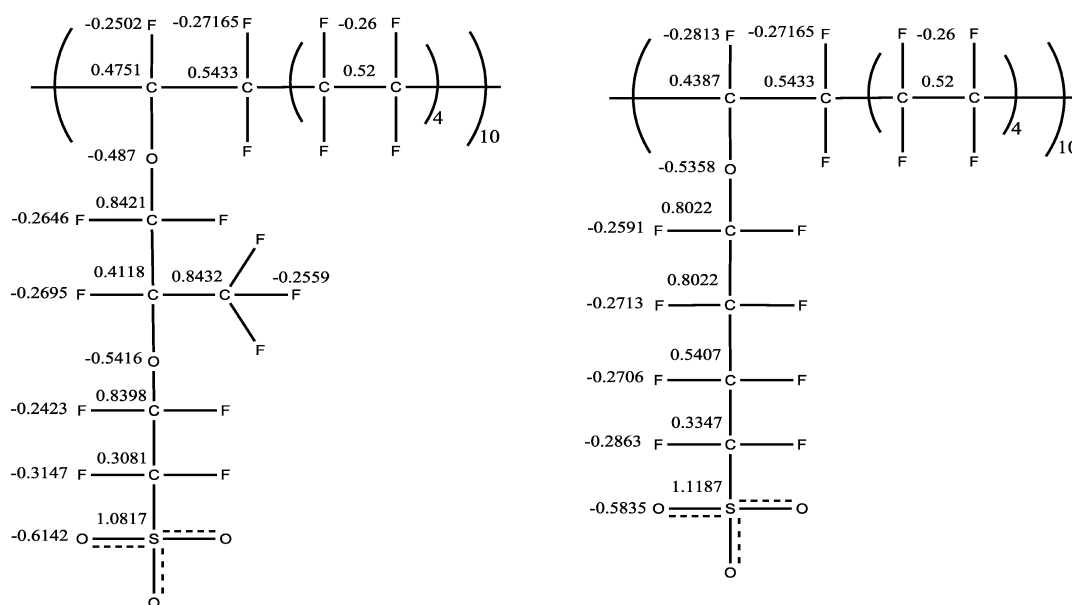 -0.2502 F -0.27165 F F -0.26 F
0.4751 C 0.5433 C C 0.52 C
F F F 4 10
-0.487 O
0.8421
-0.2646 F C F
F
0.4118 0.8432 -0.2559
-0.2695 F C C F
F
-0.5416 O
0.8398
-0.2423 F C F
0.3081
-0.3147 F C F
1.0817
-0.6142 O S O
O
-0.2813 F -0.27165 F F -0.26 F
0.4387 C 0.5433 C C 0.52 C
F F F 4 10
-0.5358 O
0.8022
-0.2591 F C F
0.8022
-0.2713 F C F
0.5407
-0.2706 F C F
0.3347
-0.2863 F C F
1.1187
-0.5835 O S O
O